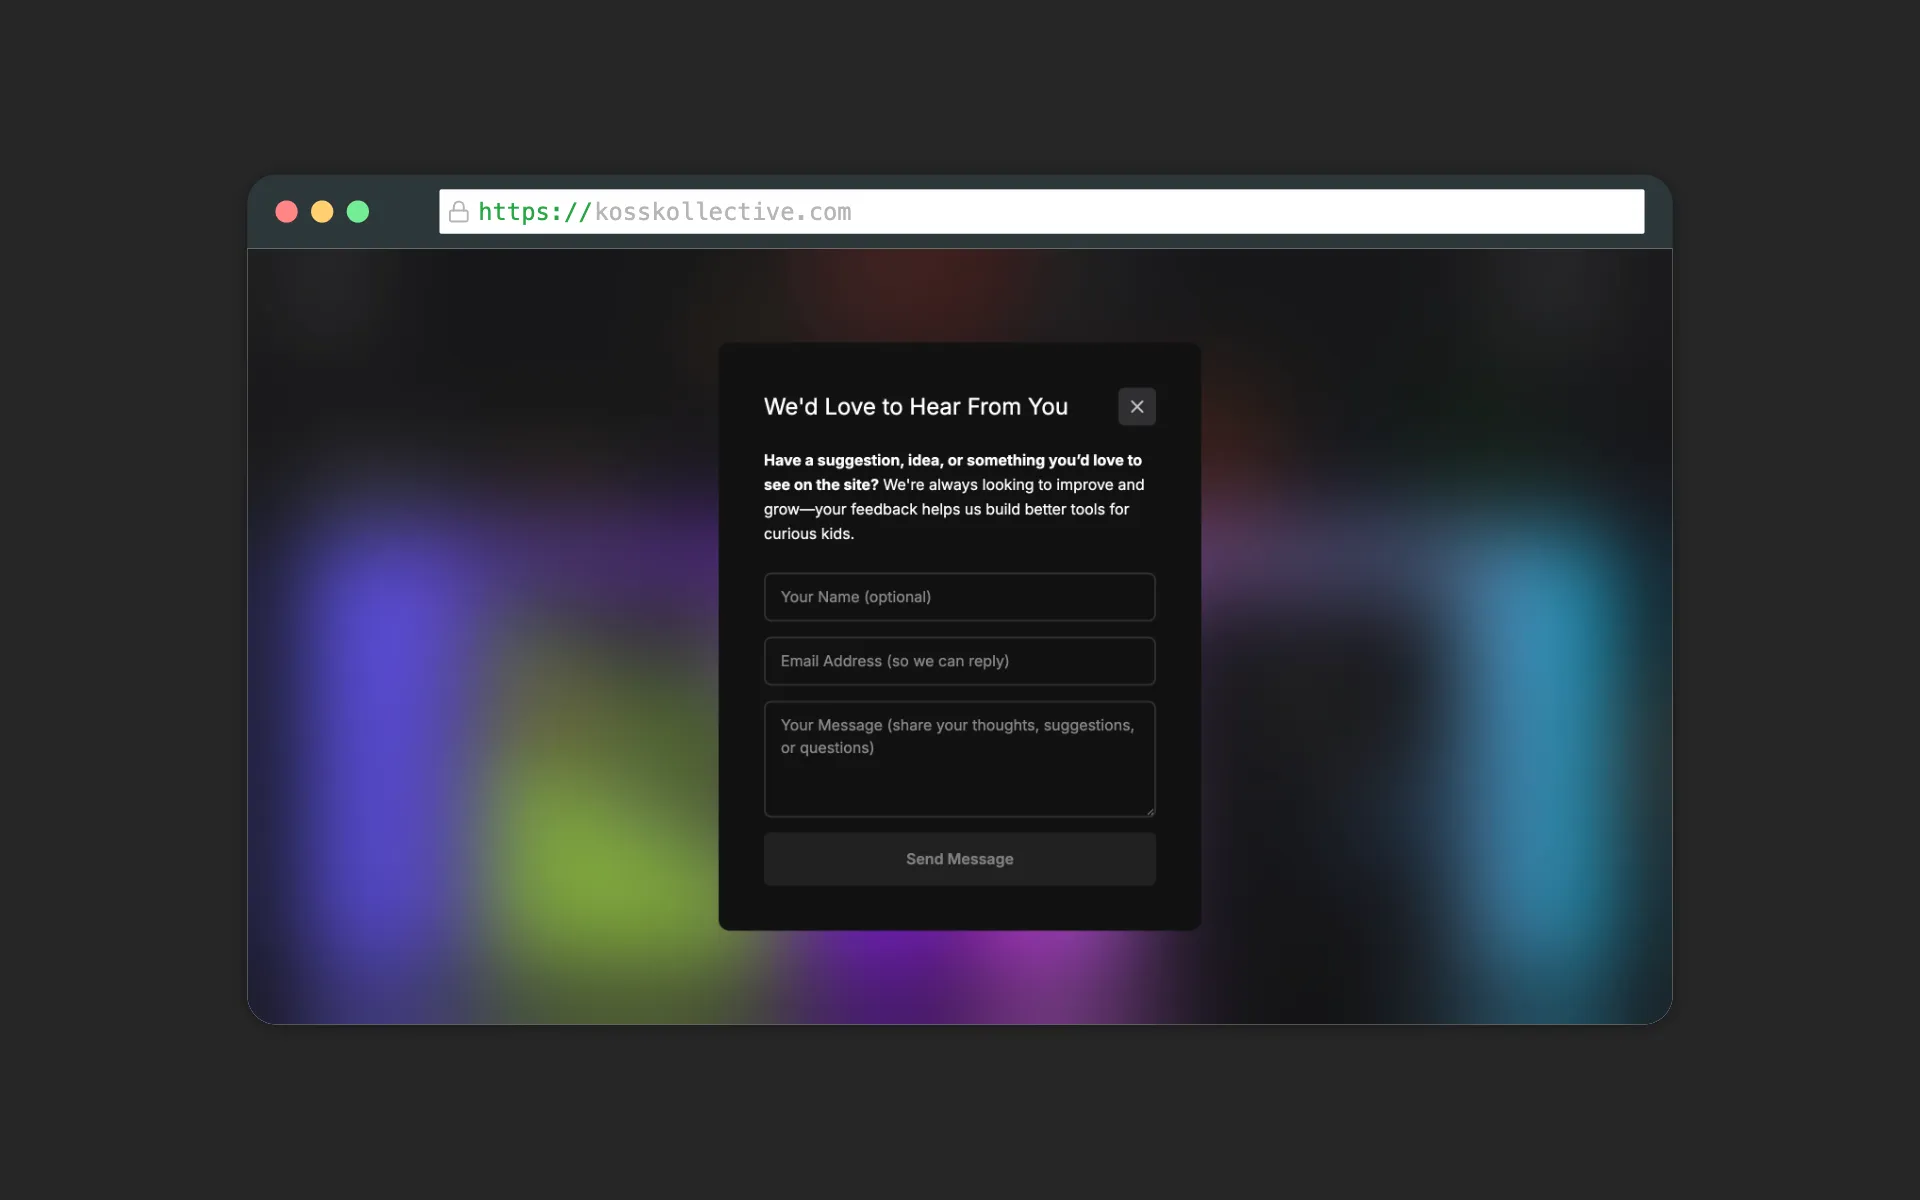 https://kosskollective.com
We'd Love to Hear From You
Have a suggestion, idea, or something you’d love to
see on the site? We're always looking to improve and
grow—your feedback helps us build better tools for
curious kids.
Your Name (optional)
Email Address (so we can reply)
Your Message (share your thoughts, suggestions,
or questions)
Send Message